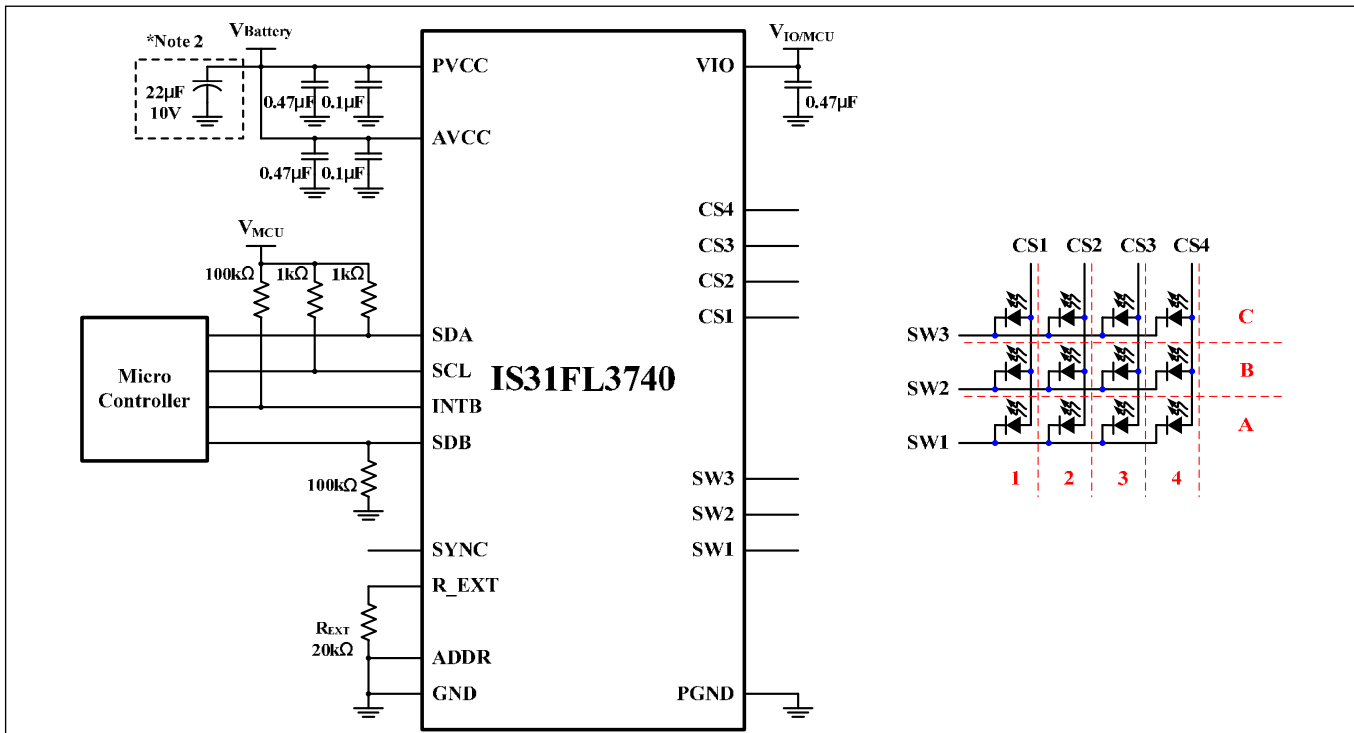 *Note 2
VBattery
22µF
10V
0.47µF
0.1µF
0.47µF
0.1µF
PVCC
AVCC
VMCU
100kΩ
1kΩ
1kΩ
Micro
Controller
SDA
SCL
INTB
SDB
100kΩ
SYNC
R_EXT
REXT
20kΩ
ADDR
GND
IS31FL3740
VIO
VIO/MCU
0.47µF
CS4
CS3
CS2
CS1
SW3
SW2
SW1
PGND
CS1 CS2 CS3 CS4
SW3 C
SW2 B
SW1 A
1 2 3 4